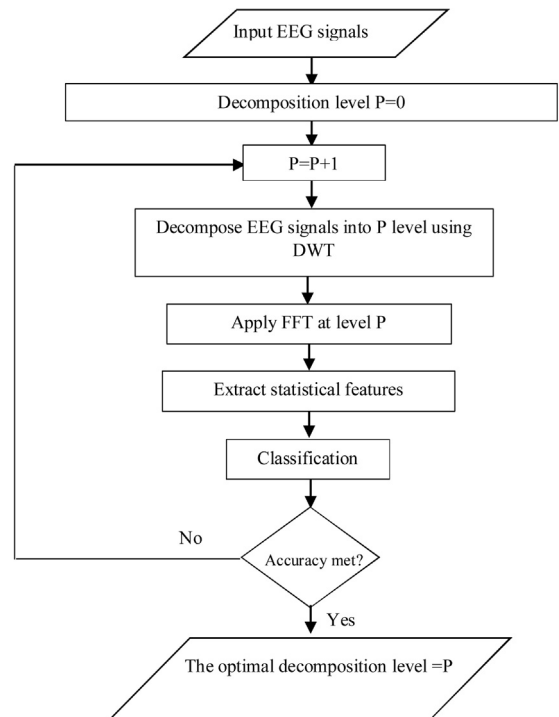 Input EEG signals
Decomposition level P=0
P=P+1
Decompose EEG signals into P level using
DWT
Apply FFT at level P
Extract statistical features
Classification
No
Accuracy met?
Yes
The optimal decomposition level =P